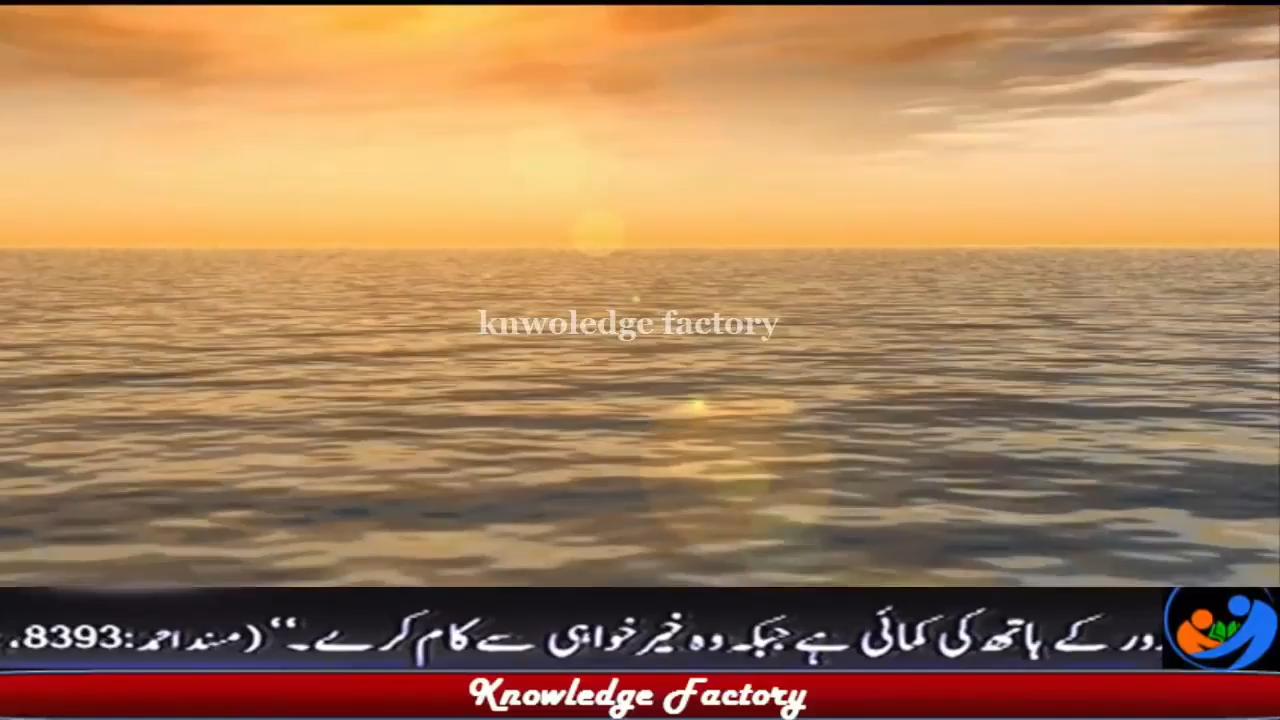 knwoledge factory
دور کے ہاتھ کی کمائی ہے جبکہ وہ خیر خواہی سے کام کرے۔“ (مسند احمد:8393،
Knowledge Factory